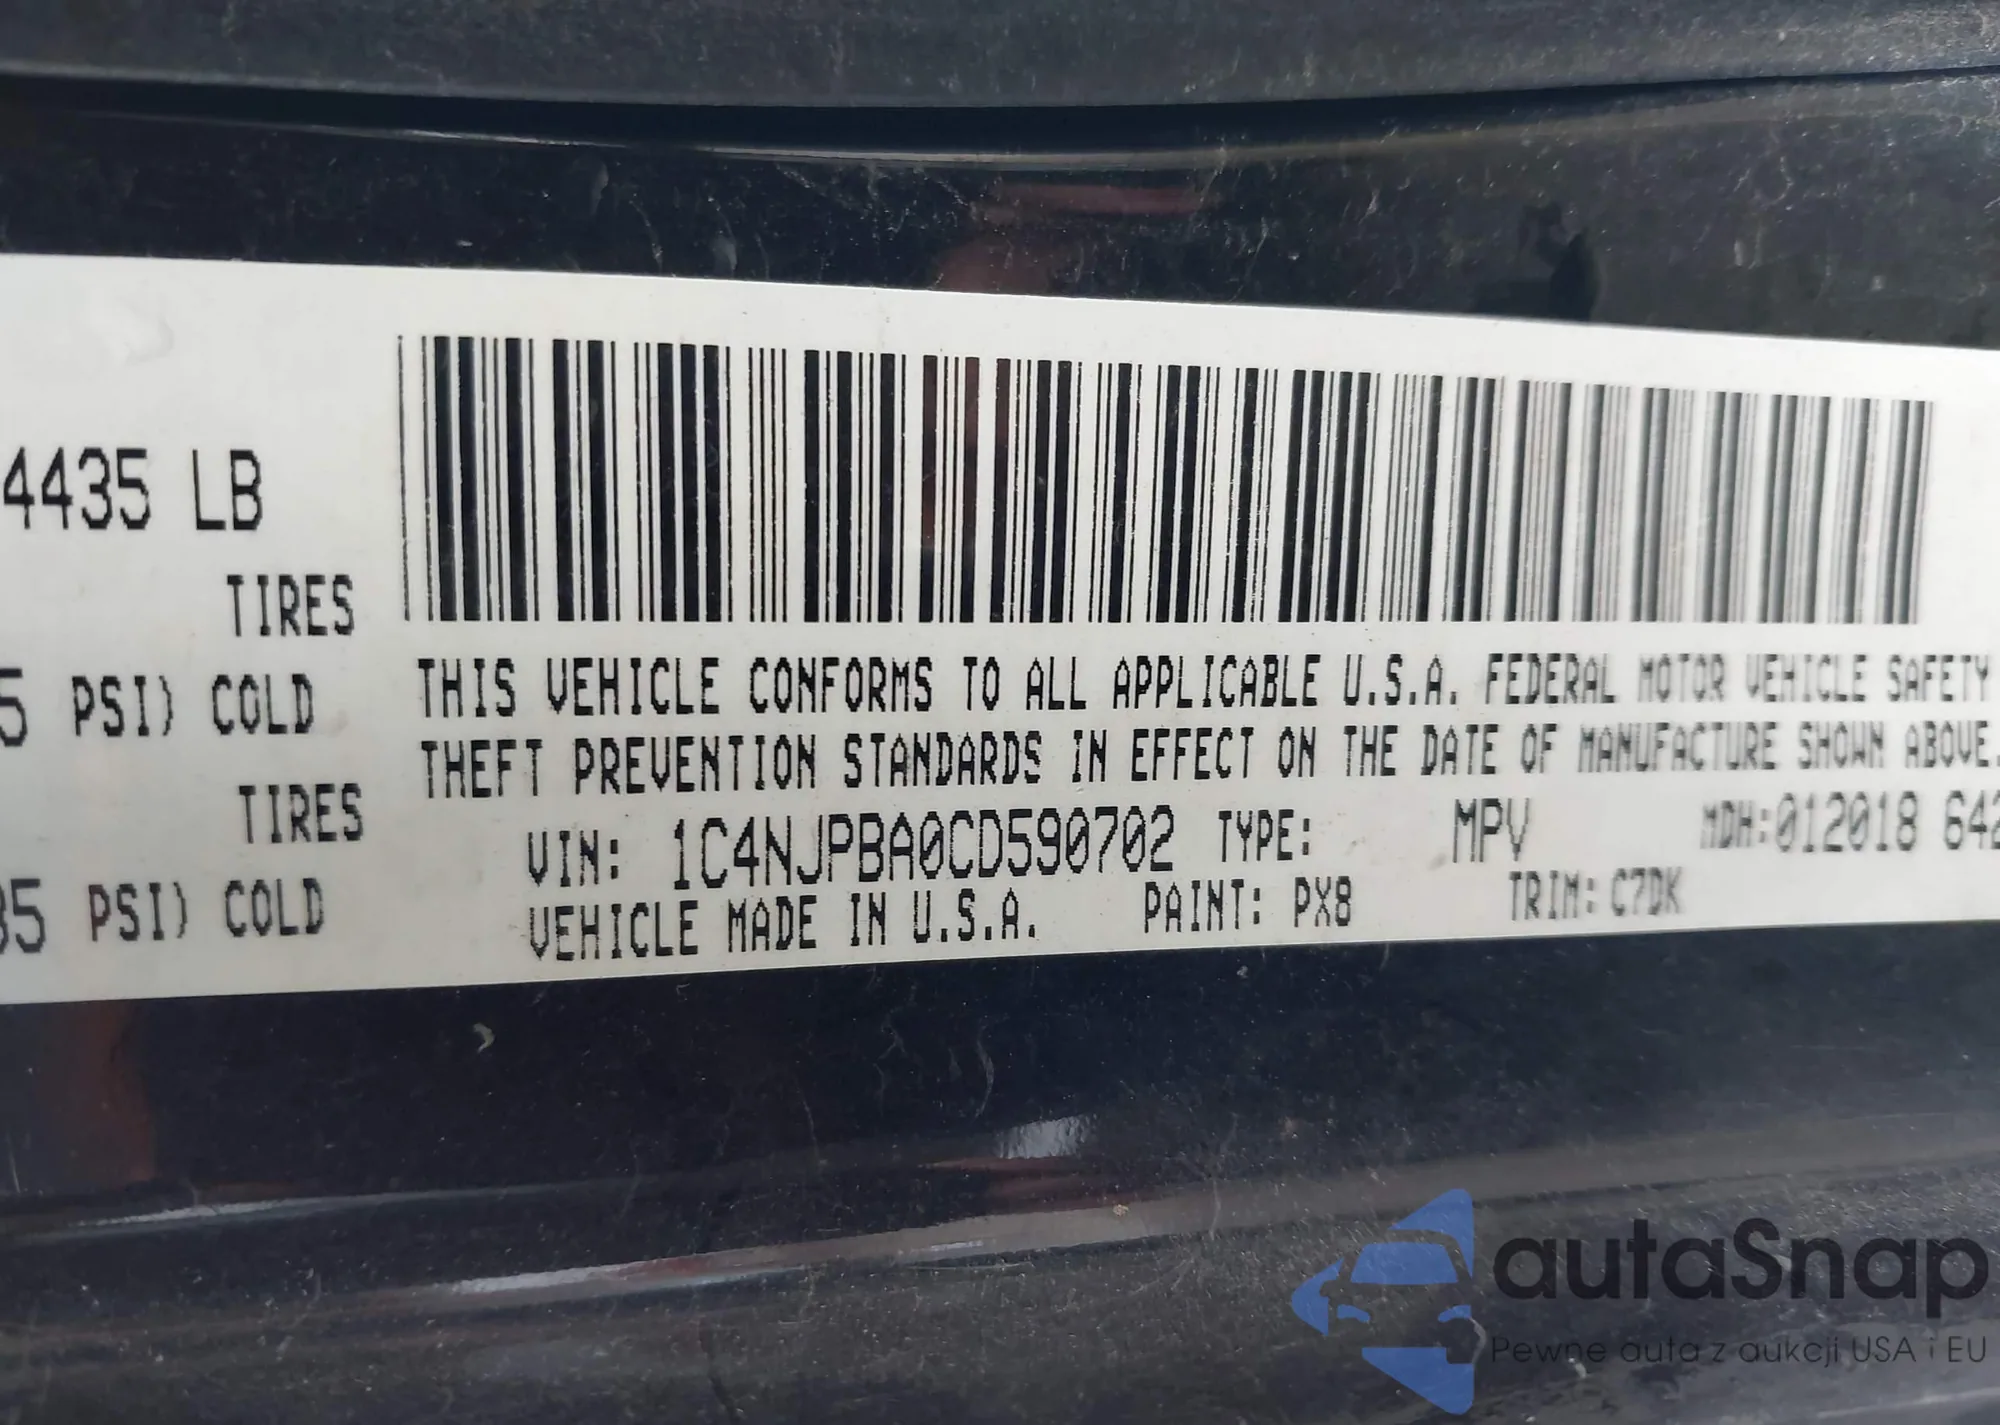 4435 LB
TIRES
5 PSI) COLD
TIRES
35 PSI) COLD
THIS VEHICLE CONFORMS TO ALL APPLICABLE U.S.A. FEDERAL MOTOR VEHICLE SAFETY
THEFT PREVENTION STANDARDS IN EFFECT ON THE DATE OF MANUFACTURE SHOWN ABOVE.
VIN: 1C4NJPBA0CD590702 TYPE: MPV MDH:012018 642
VEHICLE MADE IN U.S.A. PAINT: PX8 TRIM: C7DK
autaSnap
Pewne auta z aukcji USA i EU